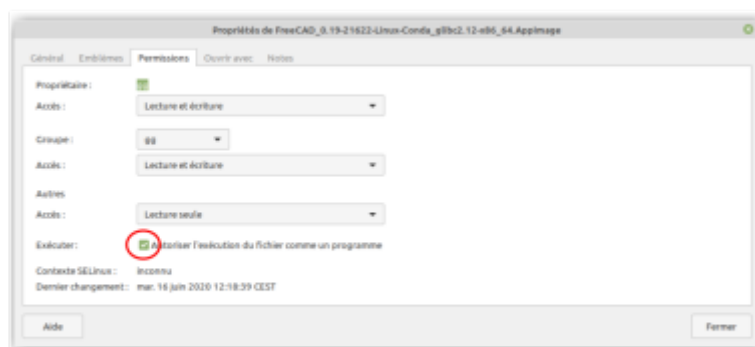 Propriétés de FreeCAD_0.19-21622-Linux-Conda_glibc2.12-x86_64.AppImage
Général Emblèmes Permissions Ouvrir avec Notes
Propriétaire :
Accès : Lecture et écriture
Groupe : gg
Accès : Lecture et écriture
Autres
Accès : Lecture seule
Exécuter : Autoriser l'exécution du fichier comme un programme
Contexte SELinux : inconnu
Dernier changement : mar. 16 juin 2020 12:18:39 CEST
Aide Fermer